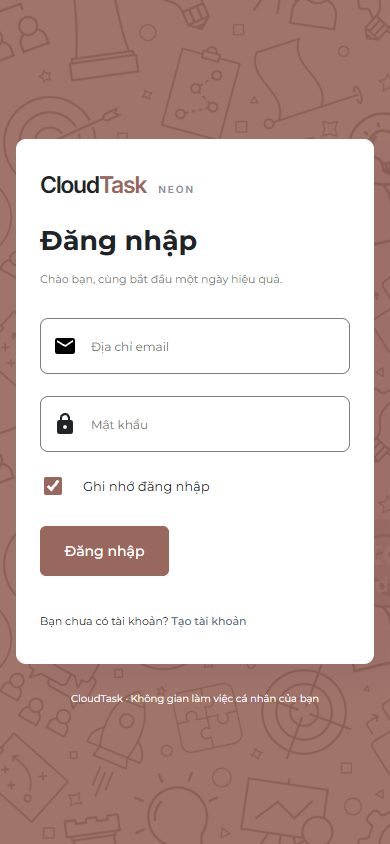 CloudTask NEON
Đăng nhập
Chào bạn, cùng bắt đầu một ngày hiệu quả.
Địa chỉ email
Mật khẩu
Ghi nhớ đăng nhập
Đăng nhập
Bạn chưa có tài khoản? Tạo tài khoản
CloudTask · Không gian làm việc cá nhân của bạn